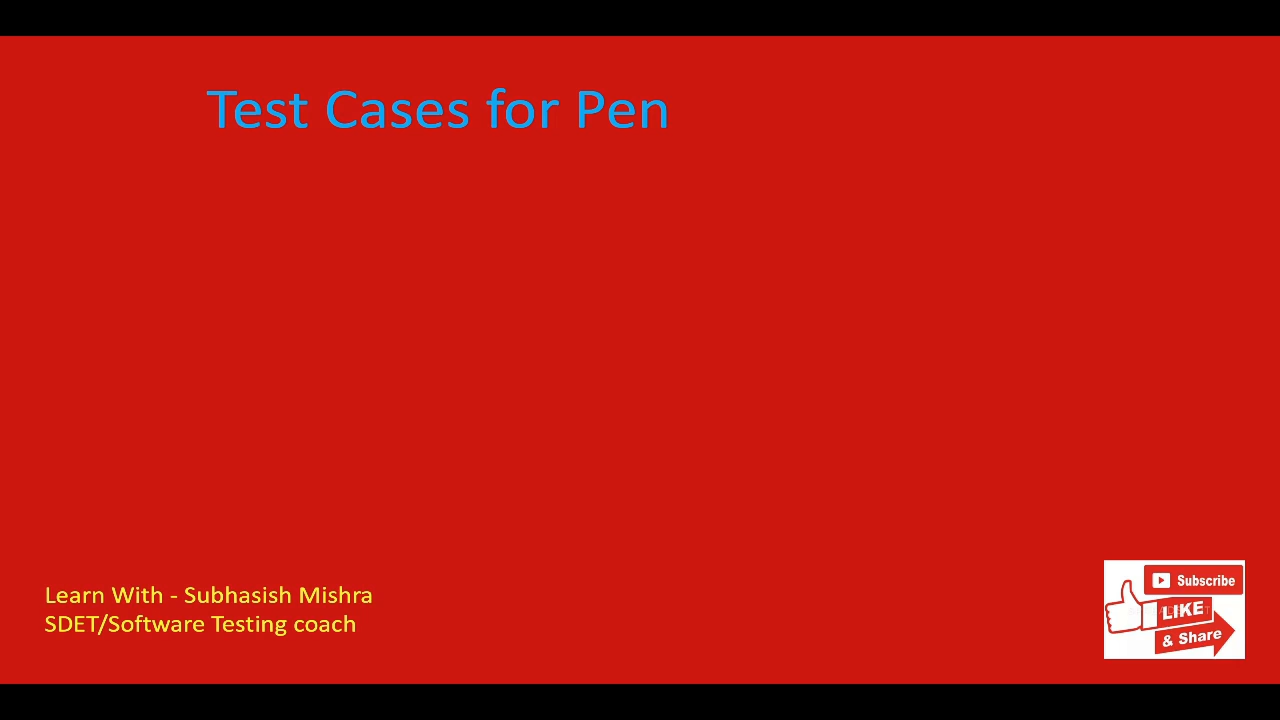 Test Cases for Pen
Learn With - Subhasish Mishra
SDET/Software Testing coach
Subscribe
LIKE
& Share